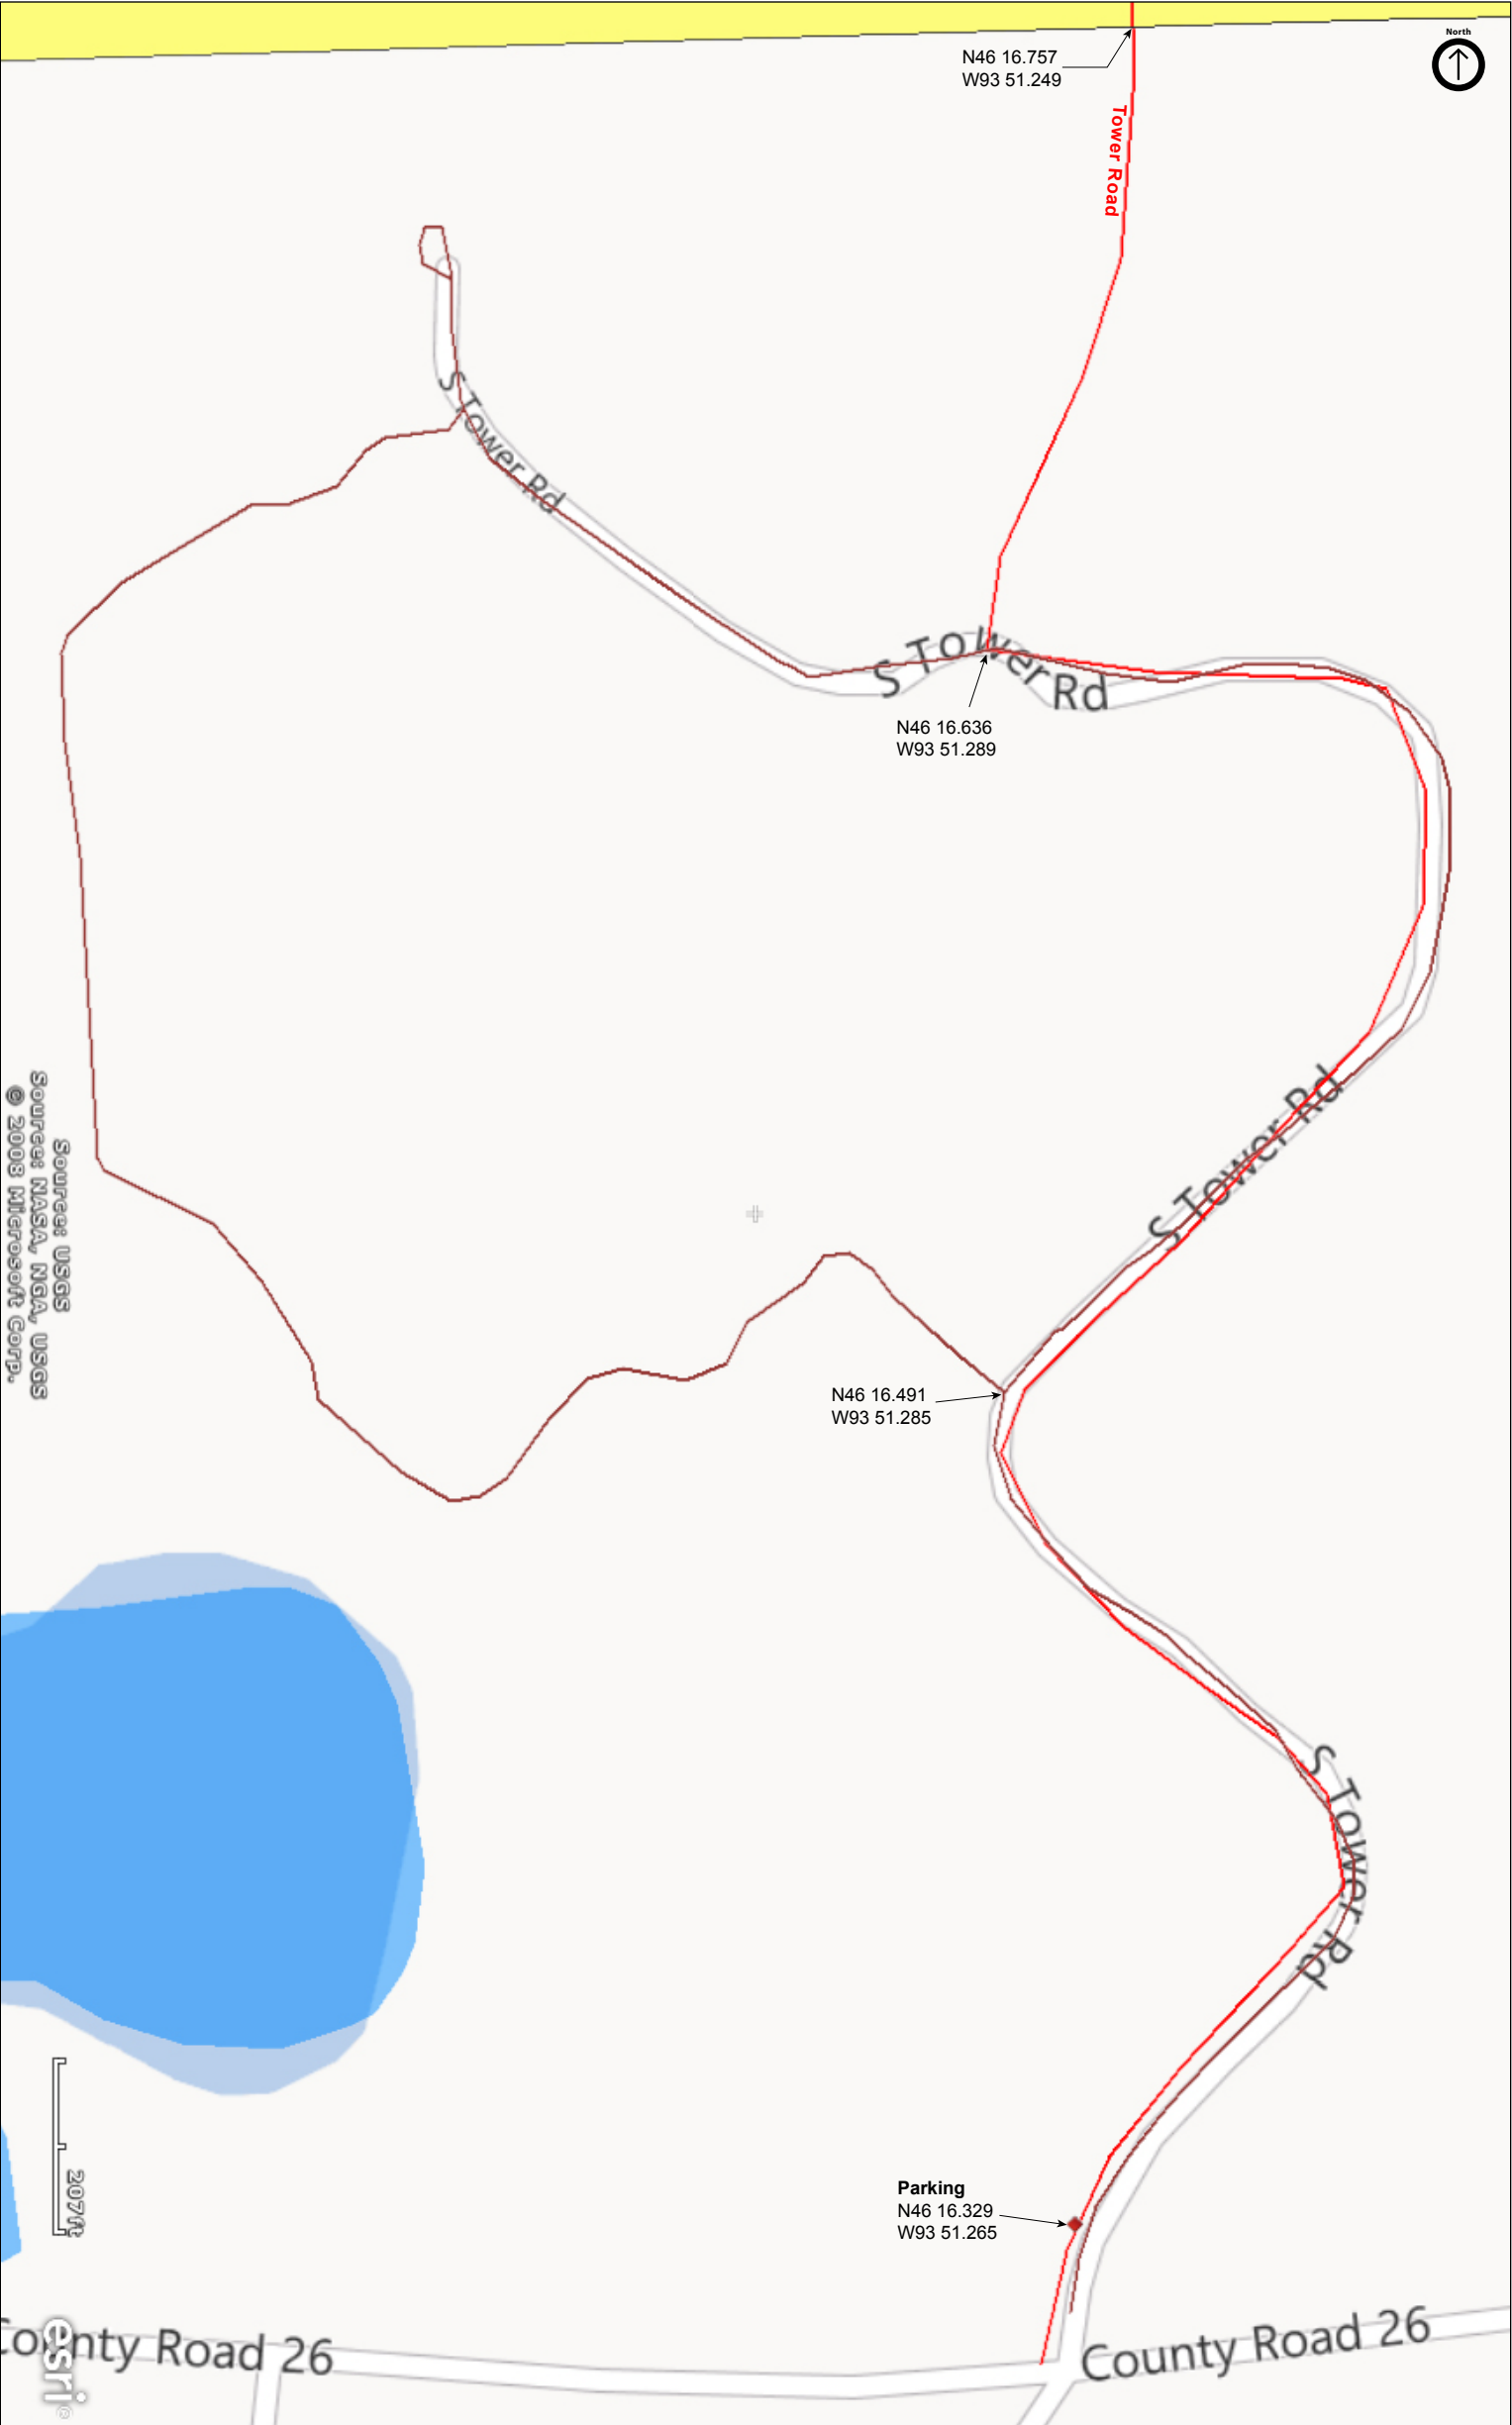 North
N46 16.757
W93 51.249
Tower Road
S Tower Rd
S Tower Rd
N46 16.636
W93 51.289
S Tower Rd
N46 16.491
W93 51.285
Source: USGS
Source: NASA, NGA, USGS
© 2008 Microsoft Corp.
S Tower Rd
Parking
N46 16.329
W93 51.265
207ft
County Road 26
County Road 26
esri